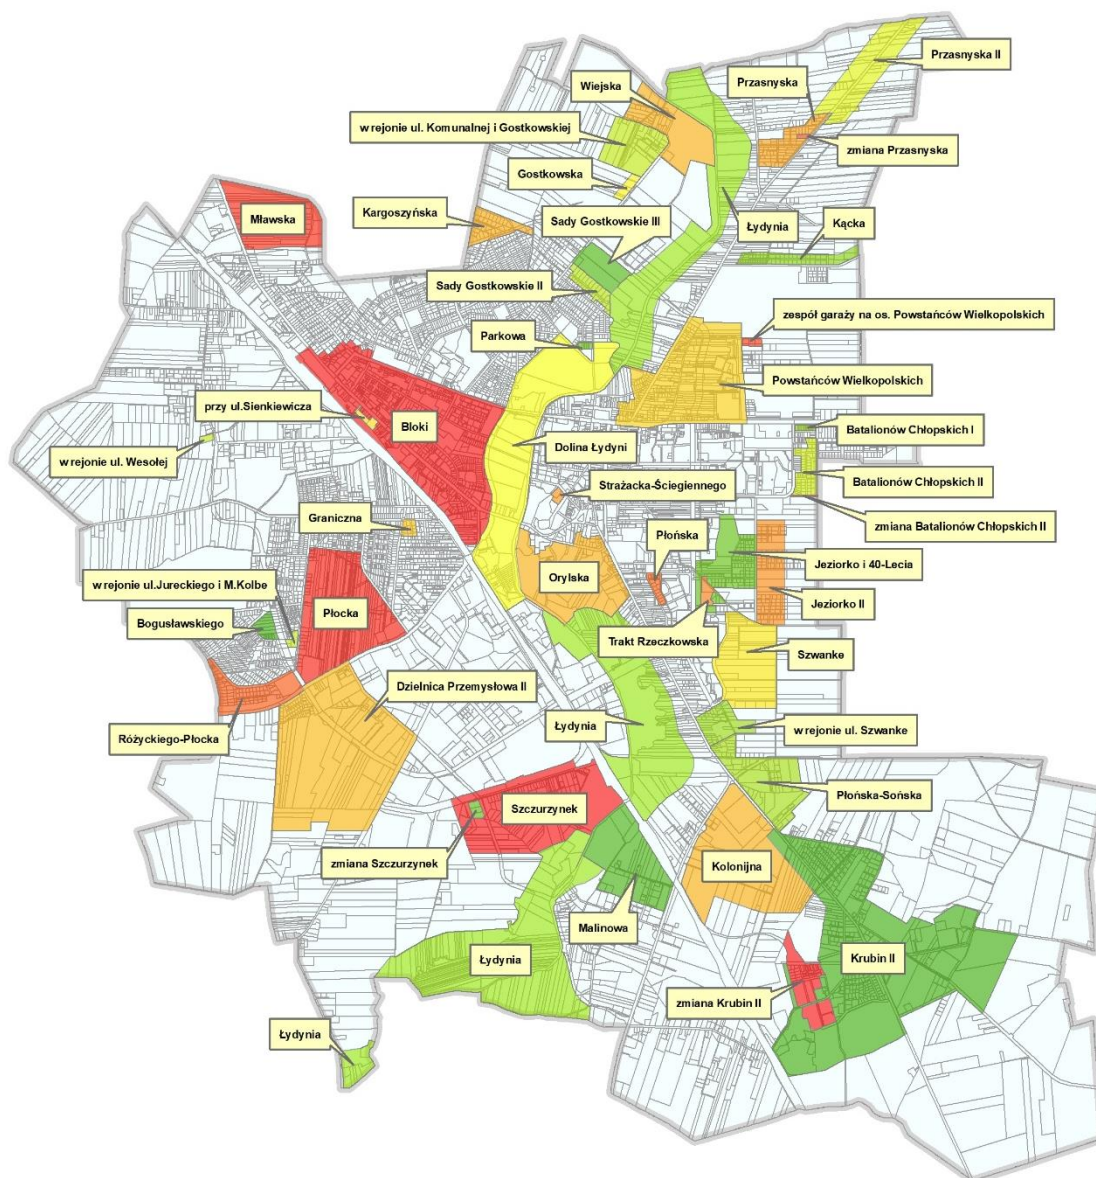 Przasnyska II
Wiejska
Przasnyska
w rejonie ul. Komunalnej i Gostkowskiej
zmiana Przasnyska
Gostkowska
Kargoszyńska
Sady Gostkowskie III
Mławska
Łydynia
Kącka
Sady Gostkowskie II
zespół garaży na os. Powstańców Wielkopolskich
Parkowa
Powstańców Wielkopolskich
przy ul.Sienkiewicza
Bloki
Batalionów Chłopskich I
w rejonie ul. Wesołej
Dolina Łydyni
Strażacka-Ściegiennego
Batalionów Chłopskich II
Graniczna
zmiana Batalionów Chłopskich II
Płońska
w rejonie ul.Jureckiego i M.Kolbe
Orylska
Jeziorko i 40-Lecia
Płocka
Jeziorko II
Bogusławskiego
Trakt Rzeczkowska
Szwanke
Dzielnica Przemysłowa II
Łydynia
w rejonie ul. Szwanke
Różyckiego-Płocka
Szczurzynek
Płońska-Sońska
zmiana Szczurzynek
Kolonijna
Malinowa
Łydynia
Krubin II
zmiana Krubin II
Łydynia